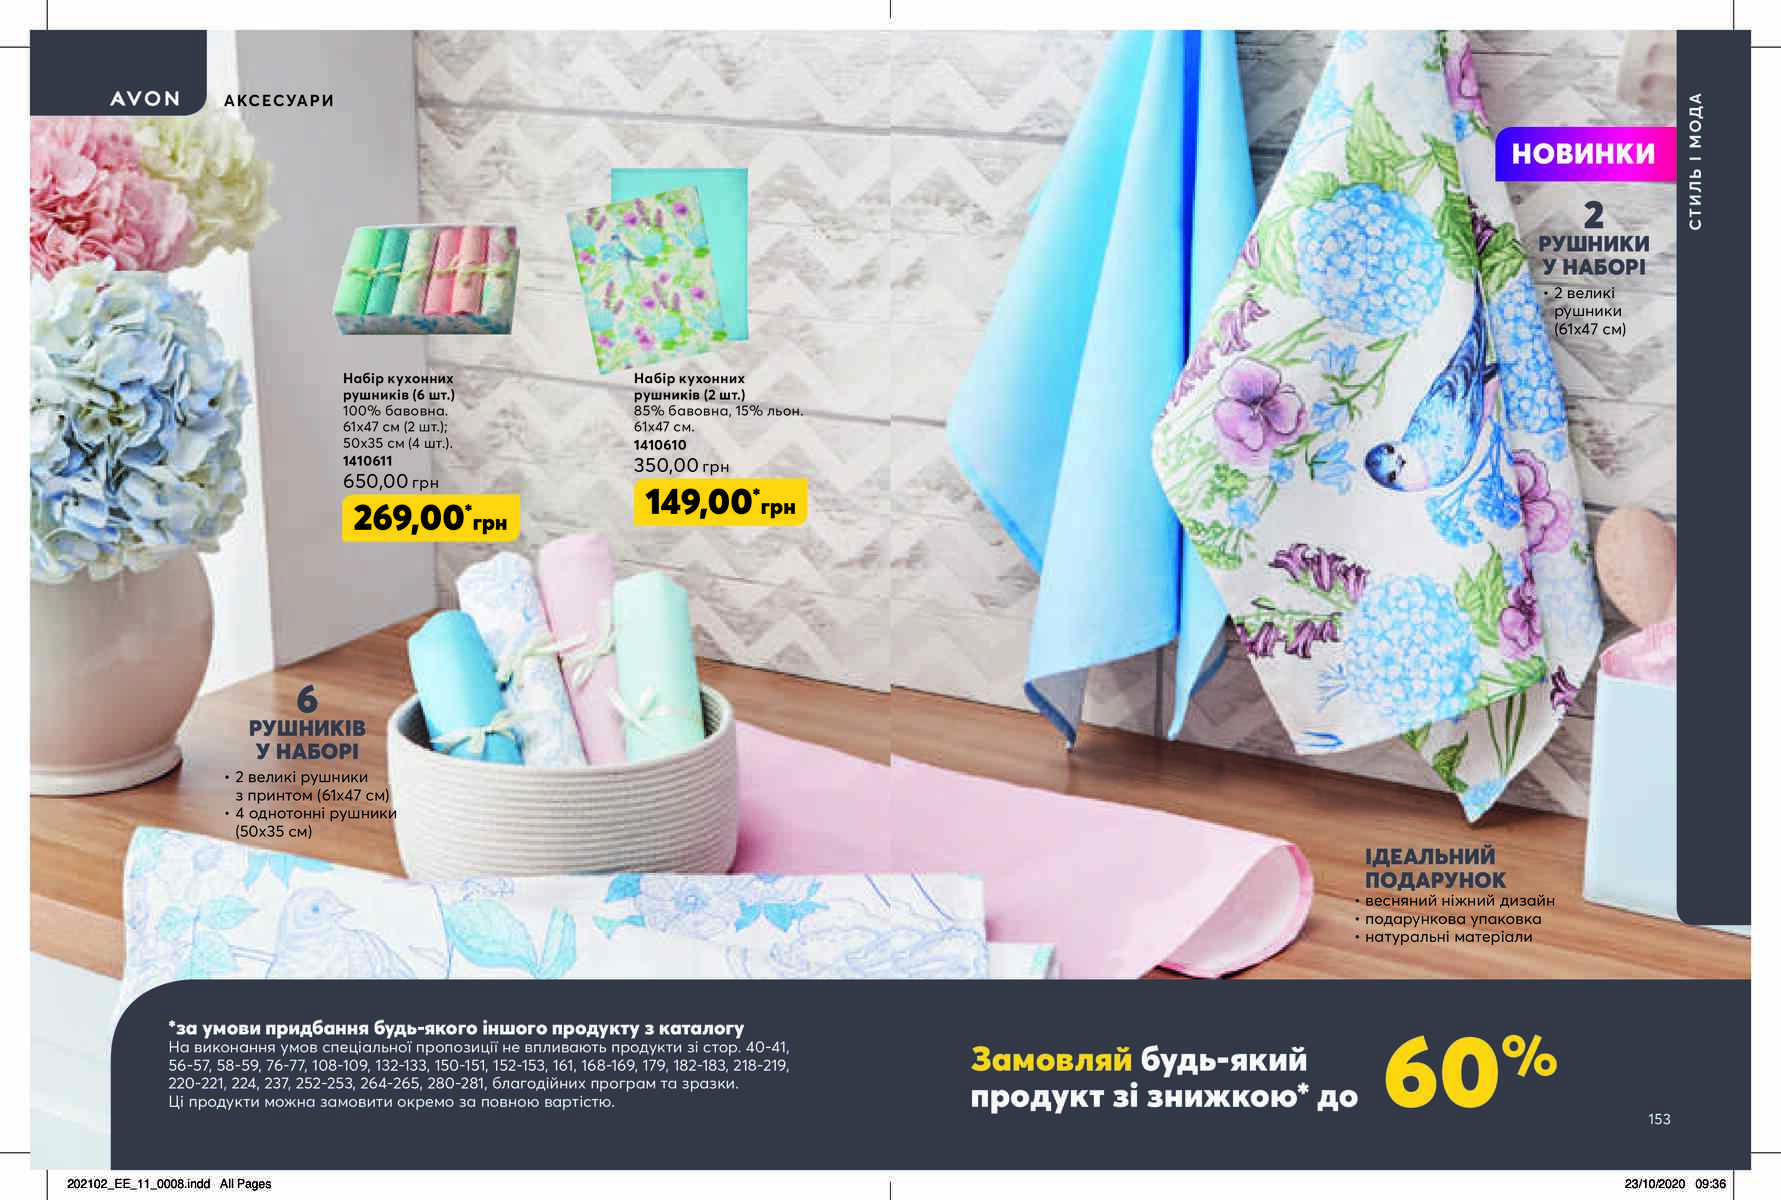 AVON
АКСЕСУАРИ
СТИЛЬ І МОДА
НОВИНКИ
2
РУШНИКИ
У НАБОРІ
• 2 великі
рушники
(61х47 см)
Набір кухонних
рушників (6 шт.)
100% бавовна.
61х47 см (2 шт.);
50х35 см (4 шт.).
1410611
650,00 грн
269,00* грн
Набір кухонних
рушників (2 шт.)
85% бавовна, 15% льон.
61х47 см.
1410610
350,00 грн
149,00* грн
6
РУШНИКІВ
У НАБОРІ
• 2 великі рушники
з принтом (61х47 см)
• 4 однотонні рушники
(50х35 см)
ІДЕАЛЬНИЙ
ПОДАРУНОК
• весняний ніжний дизайн
• подарункова упаковка
• натуральні матеріали
*за умови придбання будь-якого іншого продукту з каталогу
На виконання умов спеціальної пропозиції не впливають продукти зі стор. 40-41,
56-57, 58-59, 76-77, 108-109, 132-133, 150-151, 152-153, 161, 168-169, 179, 182-183, 218-219,
220-221, 224, 237, 252-253, 264-265, 280-281, благодійних програм та зразки.
Ці продукти можна замовити окремо за повною вартістю.
Замовляй будь-який
продукт зі знижкою* до
60%
153
202102_EE_11_0008.indd All Pages
23/10/2020 09:36